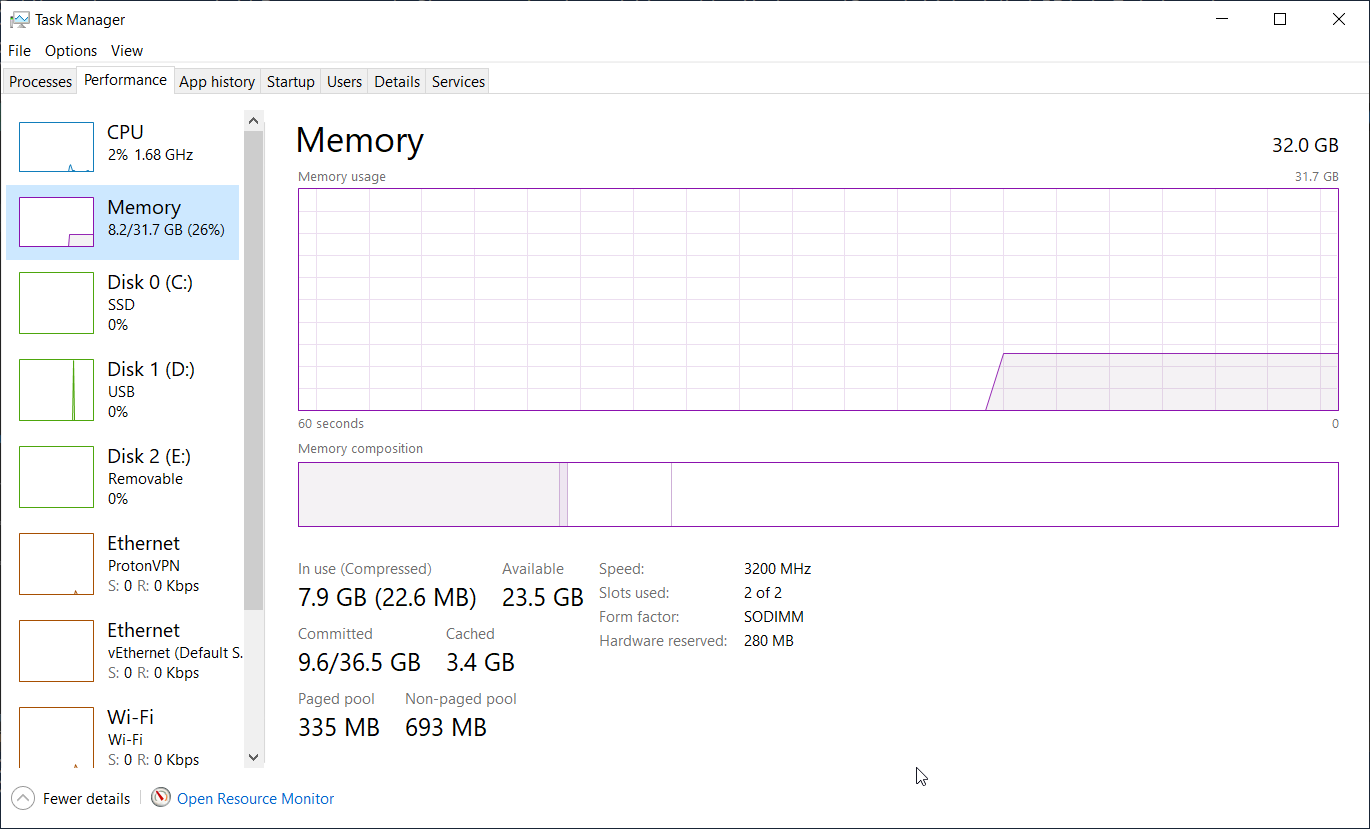 Task Manager
File Options View
Processes Performance App history Startup Users Details Services
CPU
2% 1.68 GHz
Memory
8.2/31.7 GB (26%)
Disk 0 (C:)
SSD
0%
Disk 1 (D:)
USB
0%
Disk 2 (E:)
Removable
0%
Ethernet
ProtonVPN
S: 0 R: 0 Kbps
Ethernet
vEthernet (Default S.
S: 0 R: 0 Kbps
Wi-Fi
Wi-Fi
S: 0 R: 0 Kbps
Memory 32.0 GB
Memory usage 31.7 GB
60 seconds 0
Memory composition
In use (Compressed) Available
7.9 GB (22.6 MB) 23.5 GB
Committed Cached
9.6/36.5 GB 3.4 GB
Paged pool Non-paged pool
335 MB 693 MB
Speed: 3200 MHz
Slots used: 2 of 2
Form factor: SODIMM
Hardware reserved: 280 MB
Fewer details Open Resource Monitor